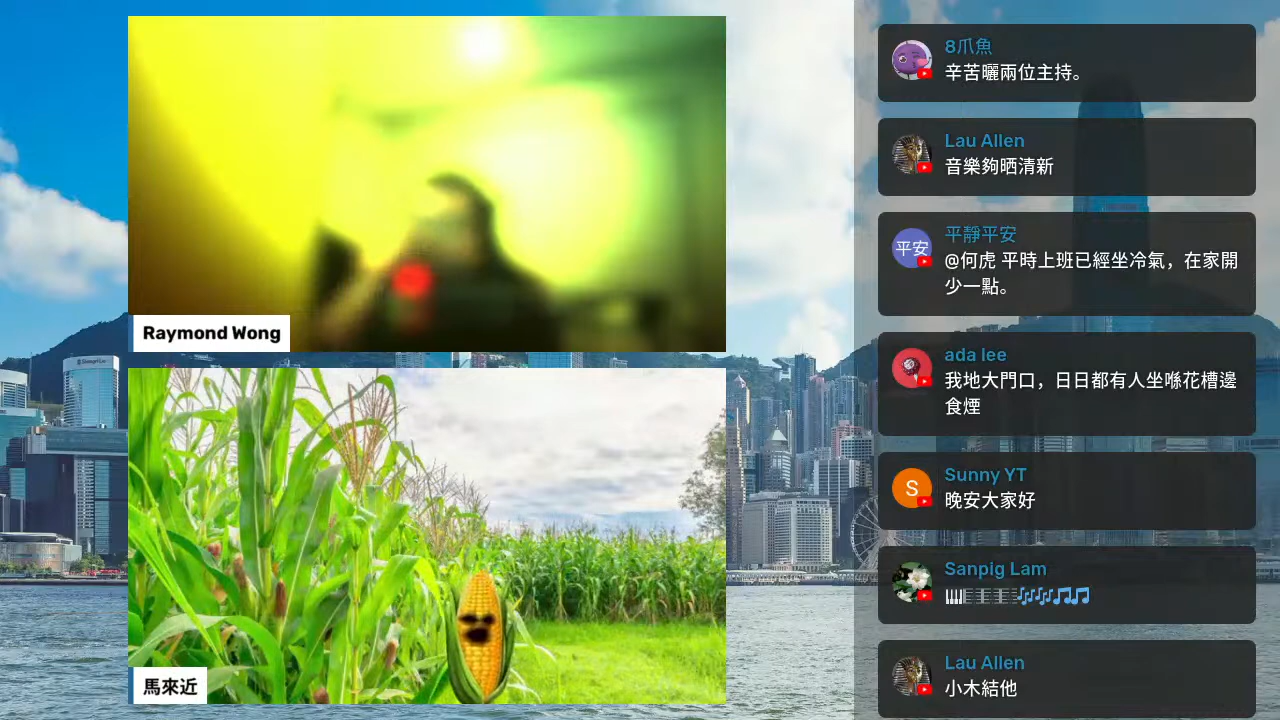 Raymond Wong
馬來近
8爪魚
辛苦曬兩位主持。
Lau Allen
音樂夠晒清新
平安
平靜平安
@何虎 平時上班已經坐冷氣，在家開
少一點。
ada lee
我地大門口，日日都有人坐喺花槽邊
食煙
S
Sunny YT
晚安大家好
Sanpig Lam
🎹🎼🎼🎼🎶🎶🎵🎵
Lau Allen
小木結他